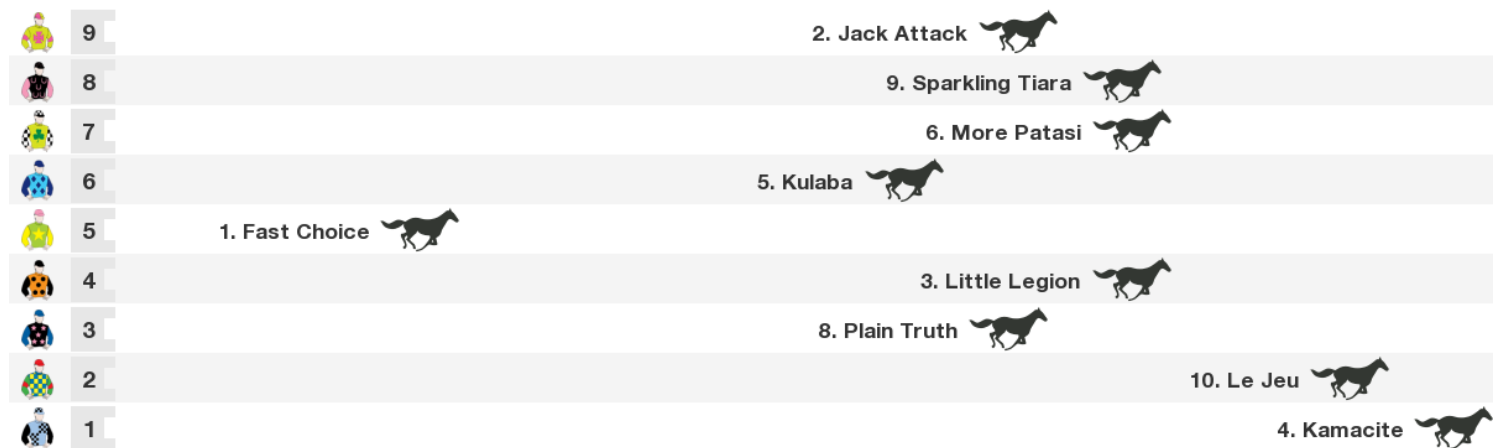 9 2. Jack Attack
8 9. Sparkling Tiara
7 6. More Patasi
6 5. Kulaba
5 1. Fast Choice
4 3. Little Legion
3 8. Plain Truth
2 10. Le Jeu
1 4. Kamacite